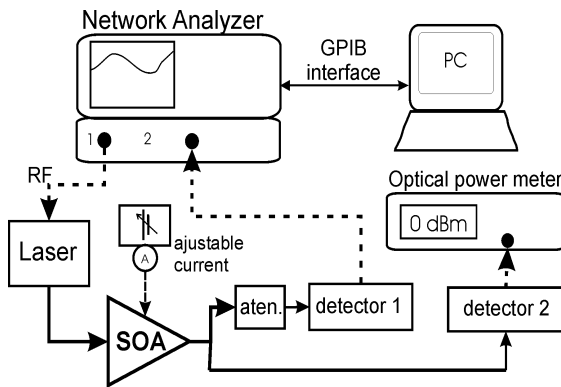 Network Analyzer
GPIB
interface
PC
1 2
RF
Optical power meter
0 dBm
Laser
A
ajustable
current
SOA
aten.
detector 1
detector 2